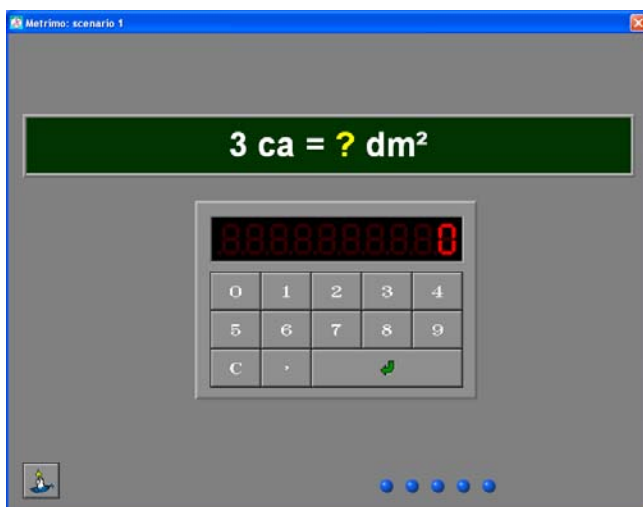 Metrimo: scenario 1
3 ca = ? dm²
0
0 1 2 3 4
5 6 7 8 9
C ,